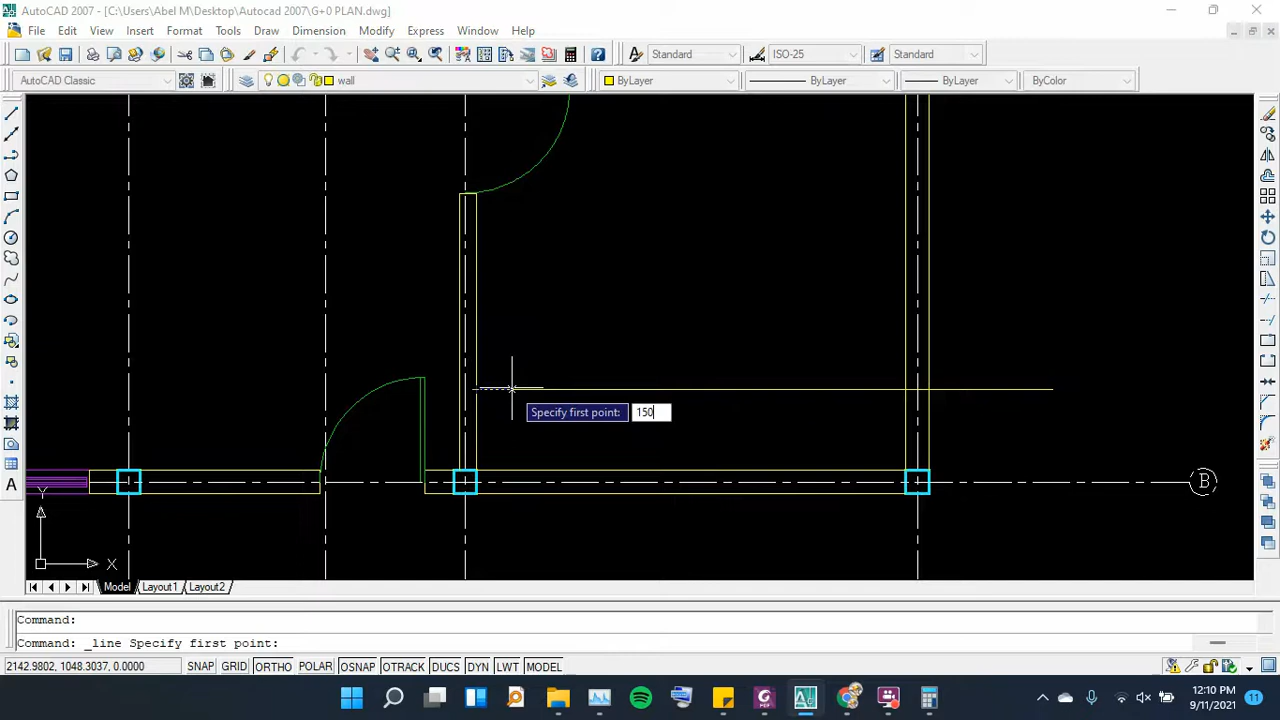 AutoCAD 2007 - [C:\Users\Abel M\Desktop\Autocad 2007\G+0 PLAN.dwg]
File Edit View Insert Format Tools Draw Dimension Modify Express Window Help
Standard ISO-25 Standard
AutoCAD Classic wall ByLayer ByLayer ByLayer ByColor
Specify first point: 150
B
Y
X
A
Model Layout1 Layout2
Command:
Command: _line Specify first point:
2142.9802, 1048.3037, 0.0000 SNAP GRID ORTHO POLAR OSNAP OTRACK DUCS DYN LWT MODEL
12:10 PM
9/11/2021
11